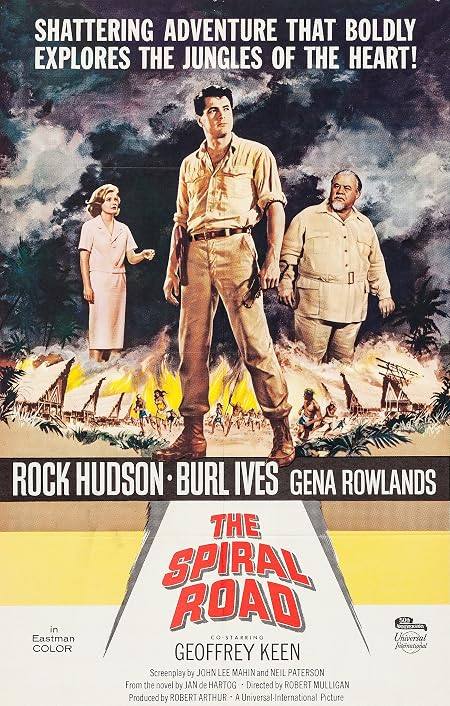 SHATTERING ADVENTURE THAT BOLDLY
EXPLORES THE JUNGLES OF THE HEART!
ROCK HUDSON · BURL IVES GENA ROWLANDS
THE
SPIRAL
ROAD
CO-STARRING
GEOFFREY KEEN
in
Eastman
COLOR
Universal
International
Screenplay by JOHN LEE MAHIN and NEIL PATERSON
From the novel by JAN de HARTOG · Directed by ROBERT MULLIGAN
Produced by ROBERT ARTHUR · A Universal-International Picture